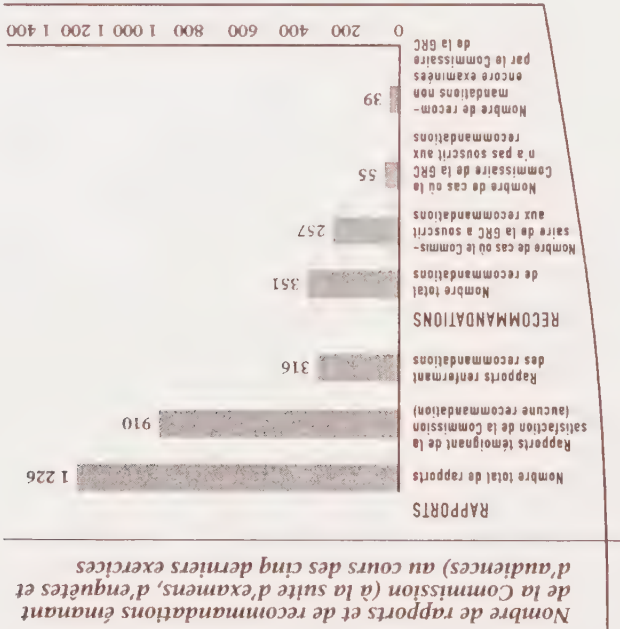 Nombre de rapports et de recommandations émanant
de la Commission (à la suite d'examens, d'enquêtes et
d'audiences) au cours des cinq derniers exercices
RAPPORTS
Nombre total de rapports
1 226
Rapports témoignant de la
satisfaction de la Commission
(aucune recommandation)
910
Rapports renfermant
des recommandations
316
RECOMMANDATIONS
Nombre total
de recommandations
351
Nombre de cas où le Commis-
saire de la GRC a souscrit
aux recommandations
257
Nombre de cas où la
Commissaire de la GRC
n'a pas souscrit aux
recommandations
55
Nombre de recom-
mandations non
encore examinées
par le Commissaire
de la GRC
39
0 200 400 600 800 1 000 1 200 1 400